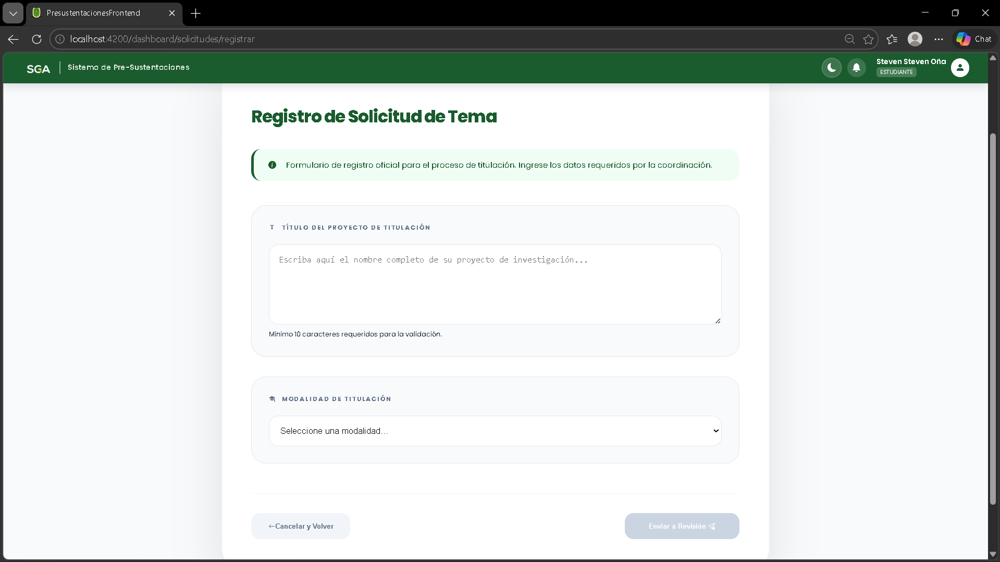 PresustentacionesFrontend
localhost:4200/dashboard/solicitudes/registrar
Chat
SGA
Sistema de Pre-Sustentaciones
Steven Steven Oña
ESTUDIANTE
Registro de Solicitud de Tema
Formulario de registro oficial para el proceso de titulación. Ingrese los datos requeridos por la coordinación.
TÍTULO DEL PROYECTO DE TITULACIÓN
Escriba aquí el nombre completo de su proyecto de investigación...
Mínimo 10 caracteres requeridos para la validación.
MODALIDAD DE TITULACIÓN
Seleccione una modalidad...
Cancelar y Volver
Enviar a Revisión